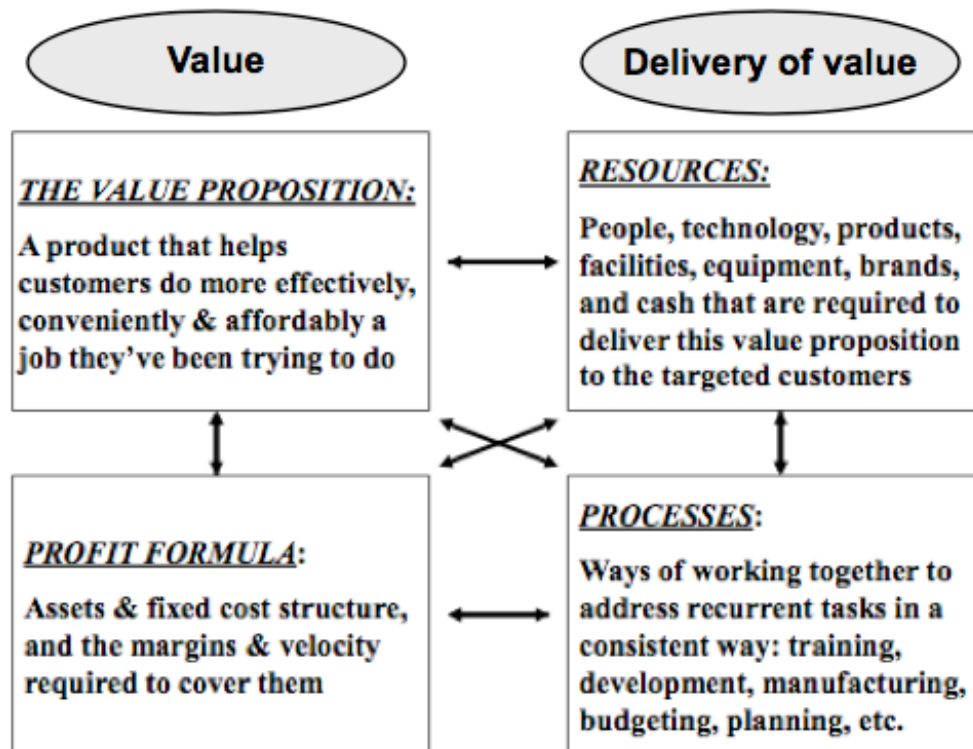 Value
Delivery of value
THE VALUE PROPOSITION:
A product that helps
customers do more effectively,
conveniently & affordably a
job they’ve been trying to do
RESOURCES:
People, technology, products,
facilities, equipment, brands,
and cash that are required to
deliver this value proposition
to the targeted customers
PROFIT FORMULA:
Assets & fixed cost structure,
and the margins & velocity
required to cover them
PROCESSES:
Ways of working together to
address recurrent tasks in a
consistent way: training,
development, manufacturing,
budgeting, planning, etc.